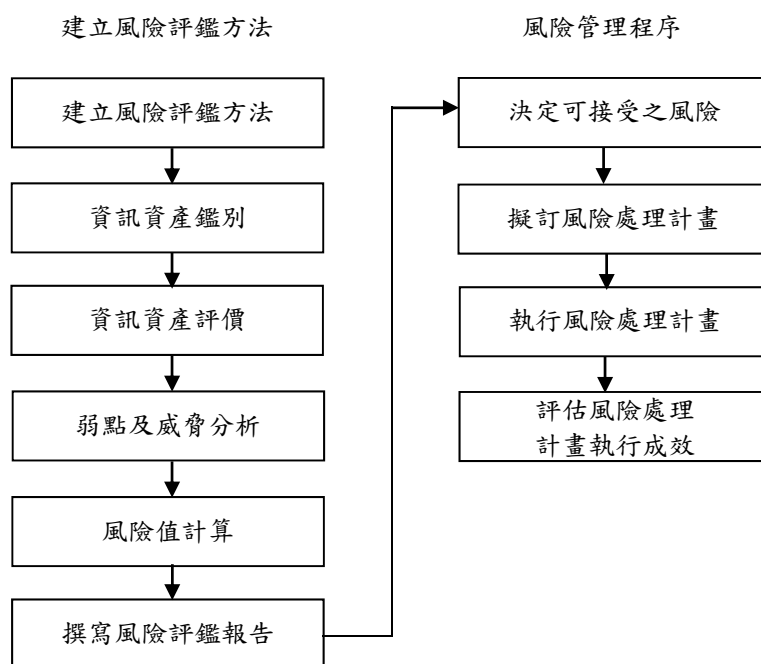 建立風險評鑑方法
建立風險評鑑方法
資訊資產鑑別
資訊資產評價
弱點及威脅分析
風險值計算
撰寫風險評鑑報告
風險管理程序
決定可接受之風險
擬訂風險處理計畫
執行風險處理計畫
評估風險處理
計畫執行成效